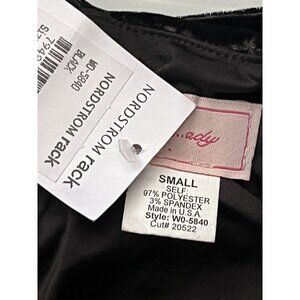 BLACK
W0-5840
NORDSTROM rack
NORDSTROM rack
SMALL
SELF:
97% POLYESTER
3% SPANDEX
Made in U.S.A.
Style: W0-5840
Cut# 20522